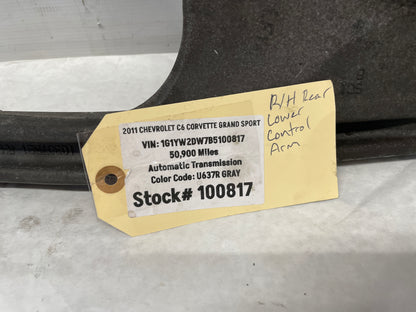 2011 CHEVROLET C6 CORVETTE GRAND SPORT
VIN: 1G1YW2DW7B5100817
50,900 Miles
Automatic Transmission
Color Code: U637R GRAY
Stock# 100817
R/H Rear
Lower
Control
Arm